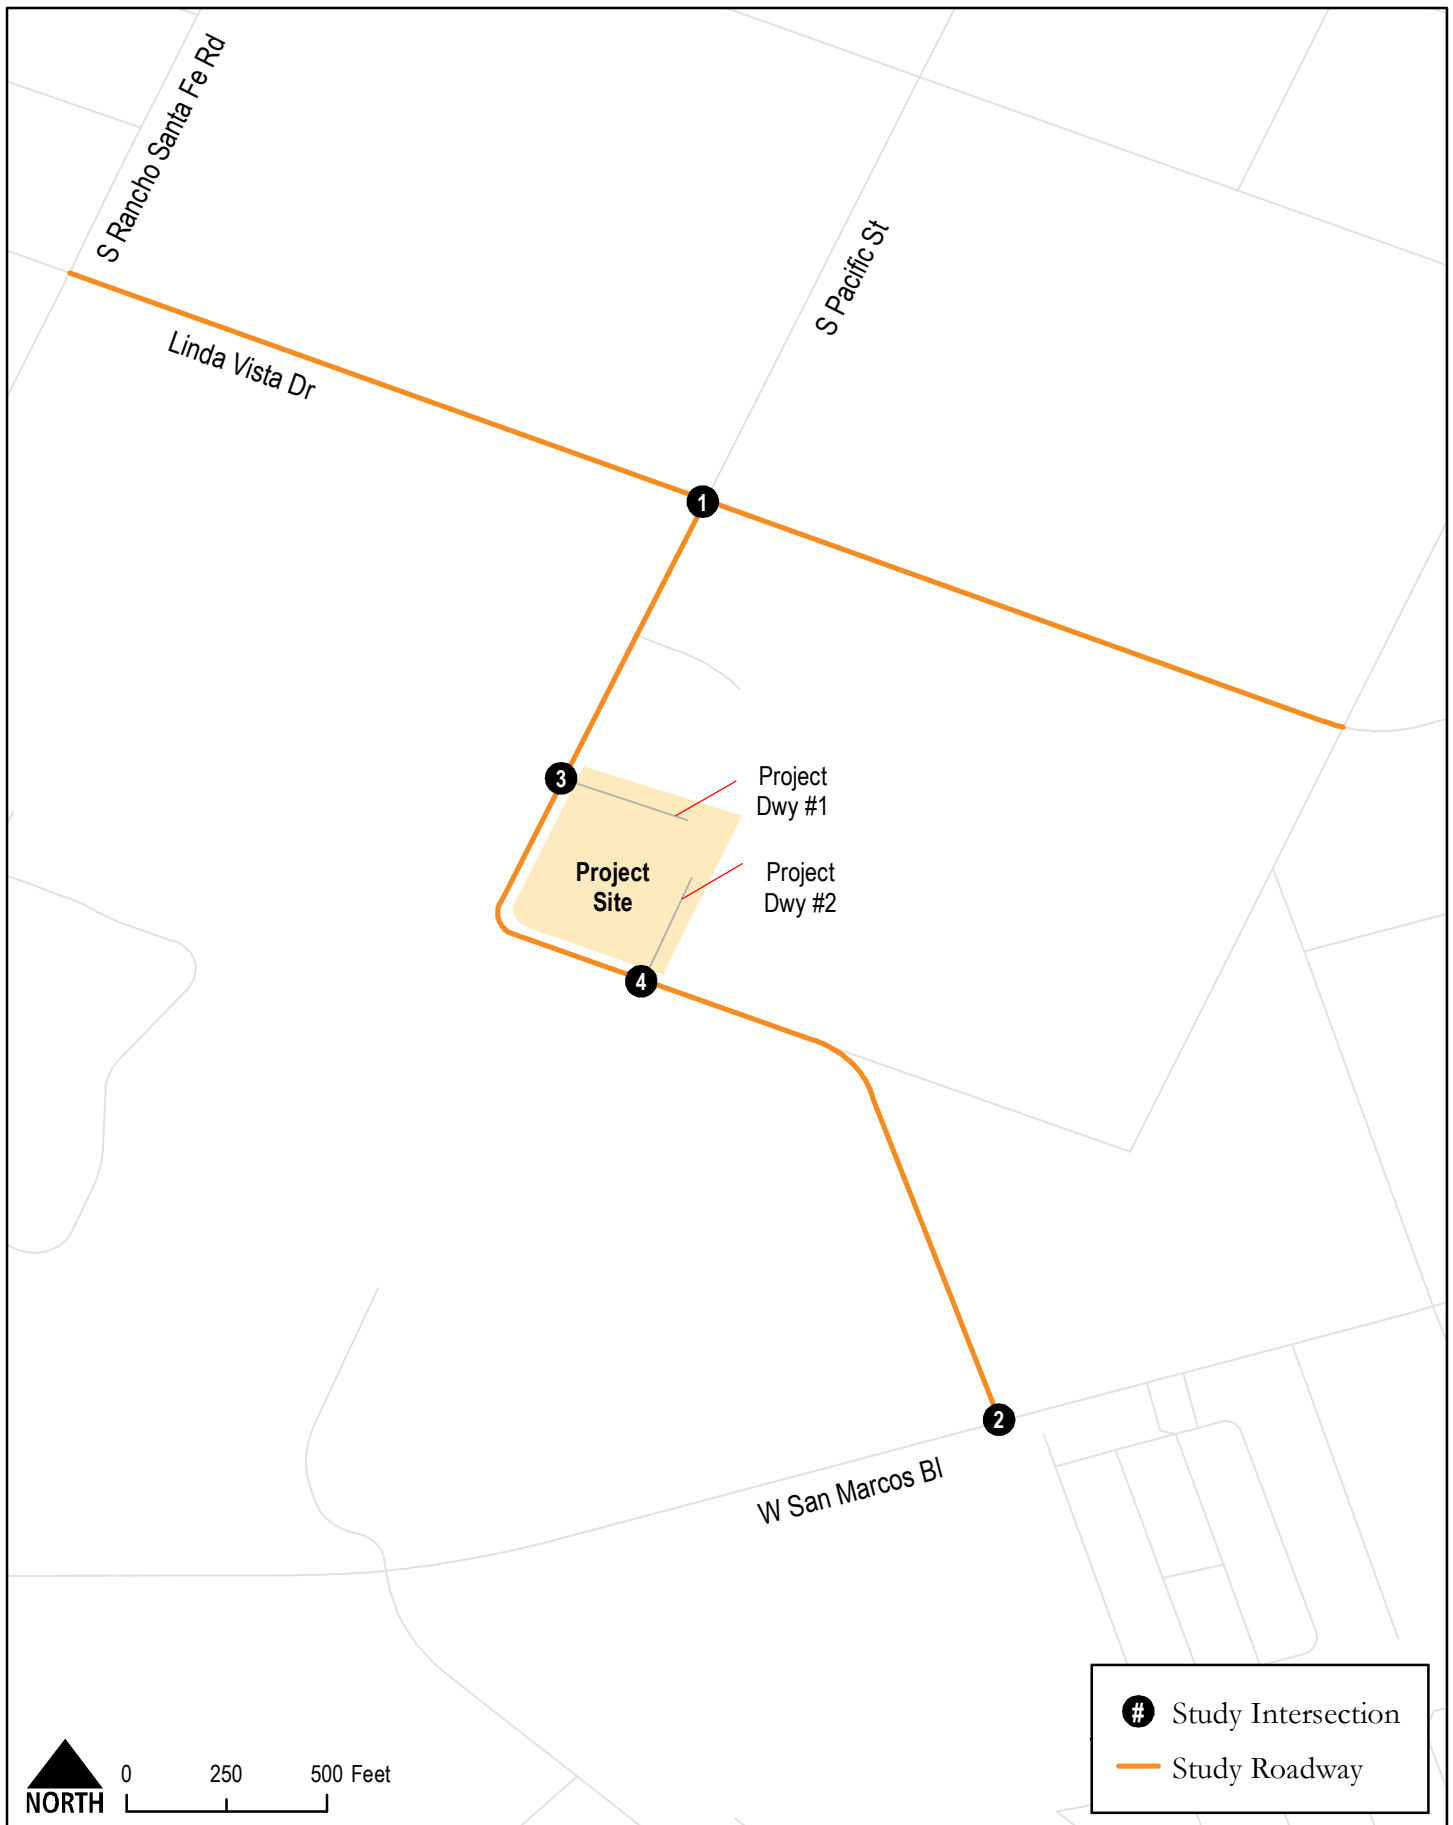 S Rancho Santa Fe Rd
S Pacific St
Linda Vista Dr
1
3
Project
Dwy #1
Project
Site
Project
Dwy #2
4
2
W San Marcos Bl
# Study Intersection
Study Roadway
NORTH
0 250 500 Feet